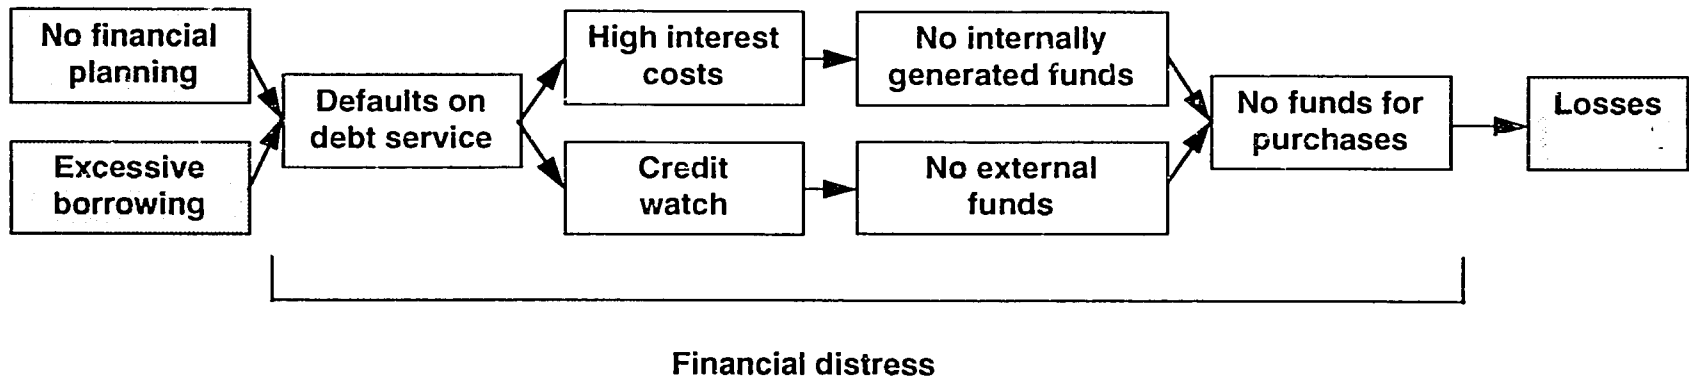 No financial
planning
Excessive
borrowing
Defaults on
debt service
High interest
costs
Credit
watch
No internally
generated funds
No external
funds
No funds for
purchases
Losses
Financial distress